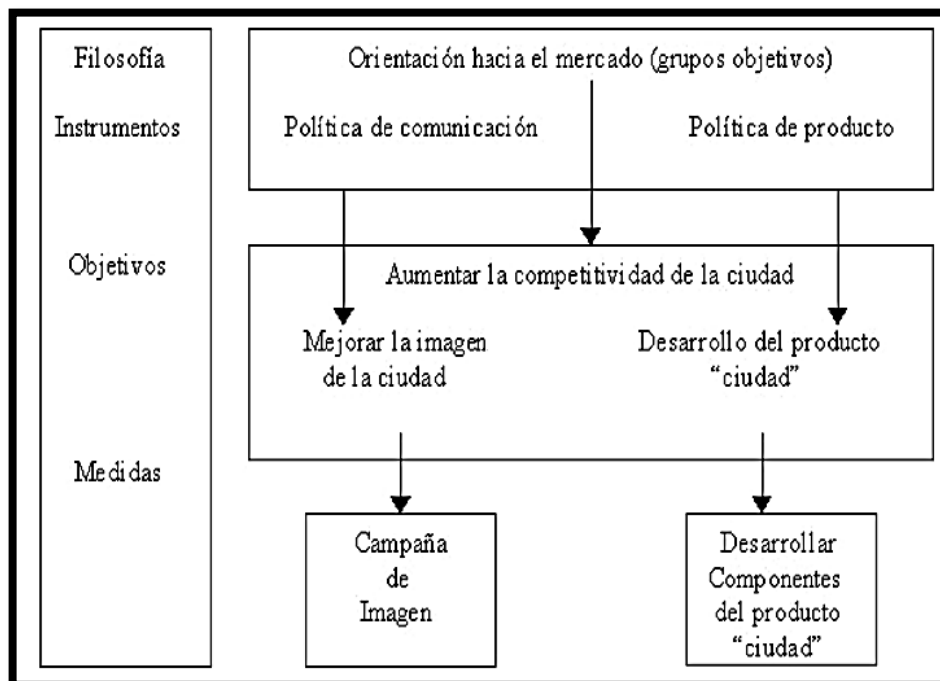 Filosofía
Orientación hacia el mercado (grupos objetivos)
Instrumentos
Política de comunicación
Política de producto
Objetivos
Aumentar la competitividad de la ciudad
Mejorar la imagen
de la ciudad
Desarrollo del producto
“ciudad”
Medidas
Campaña
de
Imagen
Desarrollar
Componentes
del producto
“ciudad”